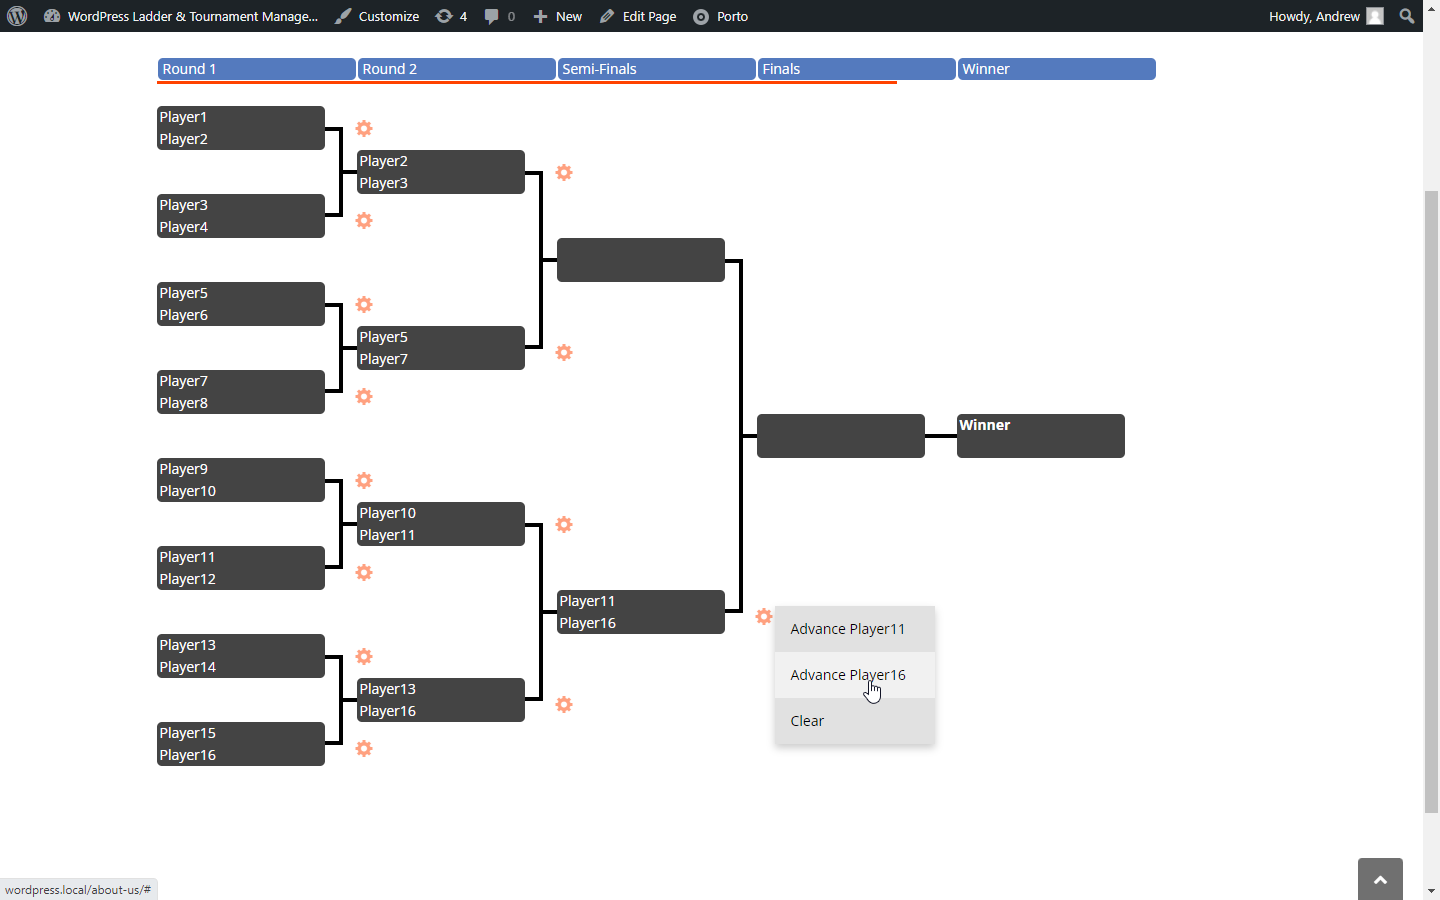 WordPress Ladder & Tournament Manage...
Customize
4
0
New
Edit Page
Porto
Howdy, Andrew
Round 1
Round 2
Semi-Finals
Finals
Winner
Player1
Player2
Player3
Player4
Player5
Player6
Player7
Player8
Player9
Player10
Player11
Player12
Player13
Player14
Player15
Player16
Player2
Player3
Player5
Player7
Player10
Player11
Player13
Player16
Player11
Player16
Winner
Advance Player11
Advance Player16
Clear
wordpress.local/about-us/#